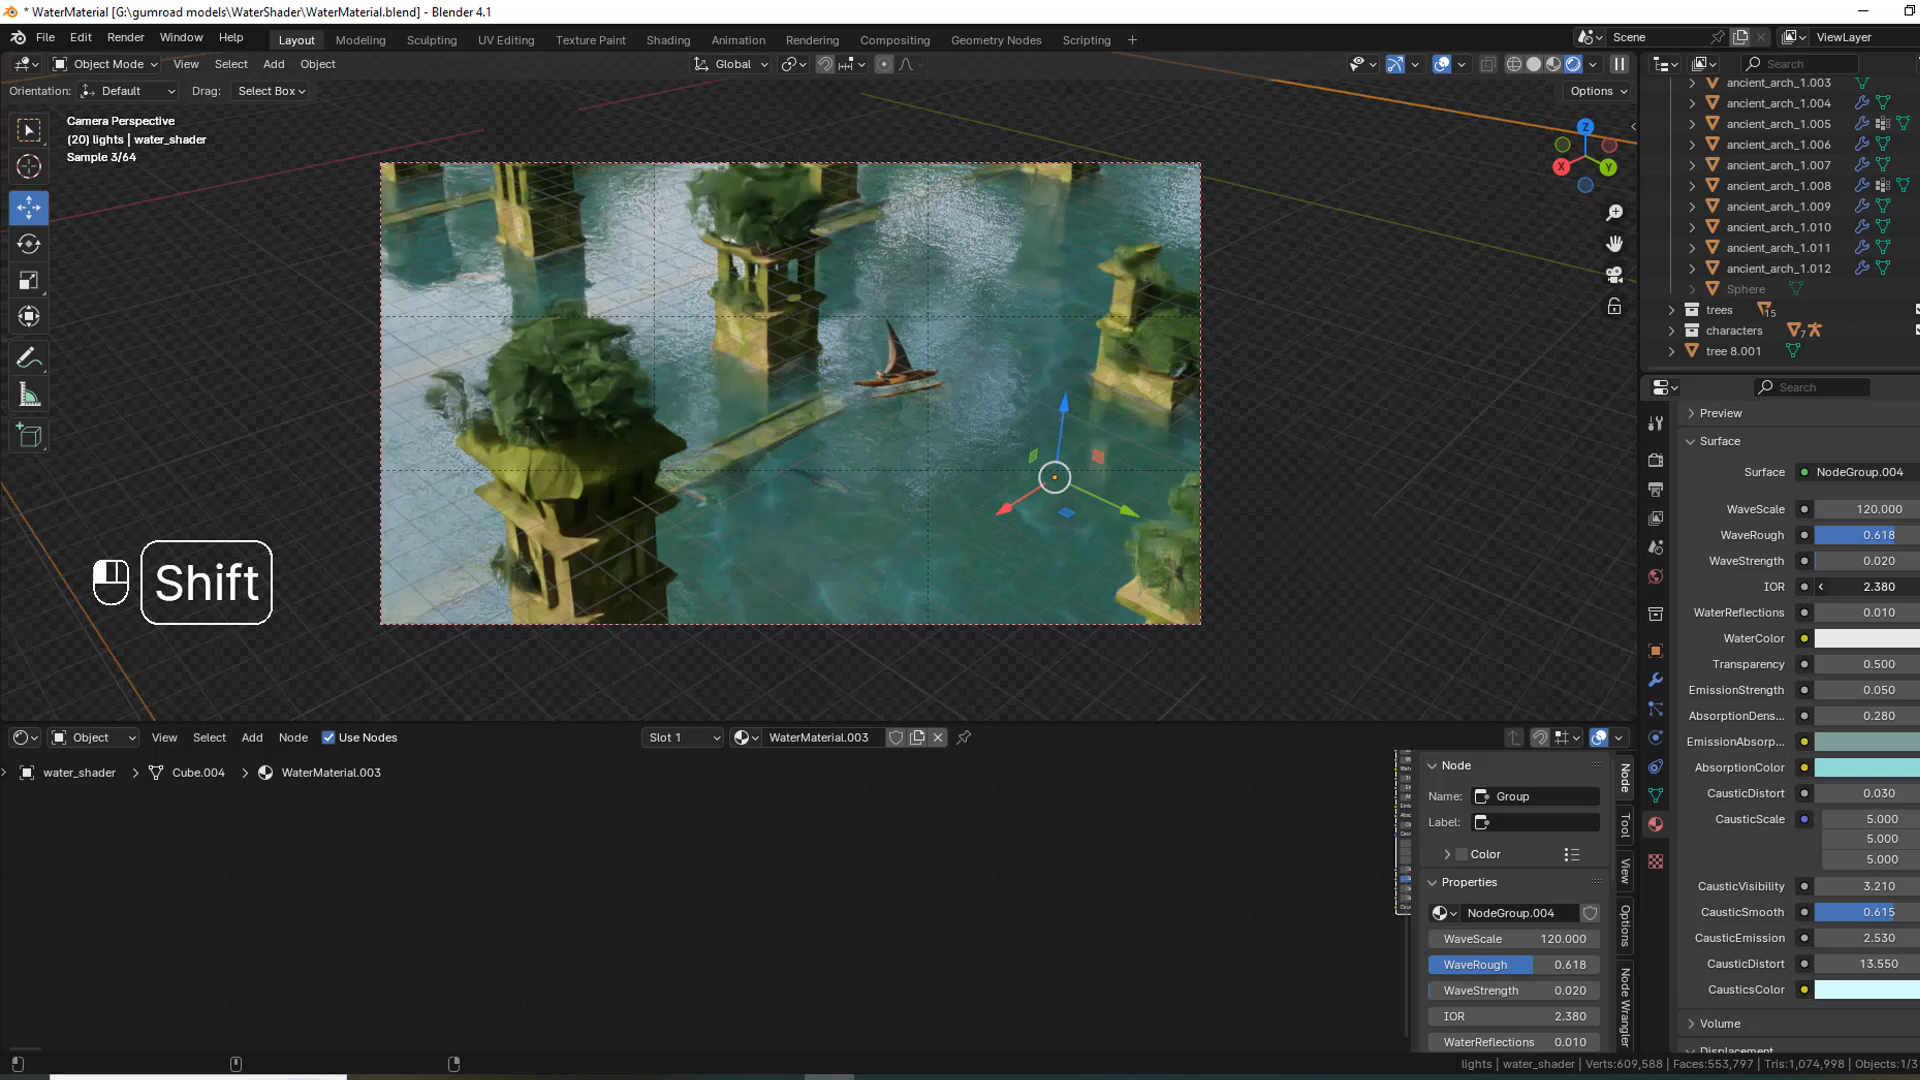 * WaterMaterial [G:\gumroad models\WaterShader\WaterMaterial.blend] - Blender 4.1
File Edit Render Window Help Layout Modeling Sculpting UV Editing Texture Paint Shading Animation Rendering Compositing Geometry Nodes Scripting + Scene ViewLayer
Object Mode View Select Add Object Global Search
Orientation: Default Drag: Select Box Options
Camera Perspective
(20) lights | water_shader
Sample 3/64
Z
X
Y
ancient_arch_1.003
ancient_arch_1.004
ancient_arch_1.005
ancient_arch_1.006
ancient_arch_1.007
ancient_arch_1.008
ancient_arch_1.009
ancient_arch_1.010
ancient_arch_1.011
ancient_arch_1.012
Sphere
trees 15
characters 7
tree 8.001
Search
Preview
Surface
Surface NodeGroup.004
WaveScale 120.000
WaveRough 0.618
WaveStrength 0.020
IOR 2.380
WaterReflections 0.010
WaterColor
Transparency 0.500
EmissionStrength 0.050
AbsorptionDens... 0.280
EmissionAbsorp...
AbsorptionColor
CausticDistort 0.030
CausticScale 5.000
5.000
5.000
CausticVisibility 3.210
CausticSmooth 0.615
CausticEmission 2.530
CausticDistort 13.550
CausticsColor
Volume
Displacement
Shift
Object View Select Add Node Use Nodes Slot 1 WaterMaterial.003
water_shader Cube.004 WaterMaterial.003
Node
Name: Group
Label:
Color
Properties
NodeGroup.004
WaveScale 120.000
WaveRough 0.618
WaveStrength 0.020
IOR 2.380
WaterReflections 0.010
Node
Tool
View
Options
Node Wrangler
lights | water_shader | Verts:609,588 | Faces:553,797 | Tris:1,074,998 | Objects:1/3